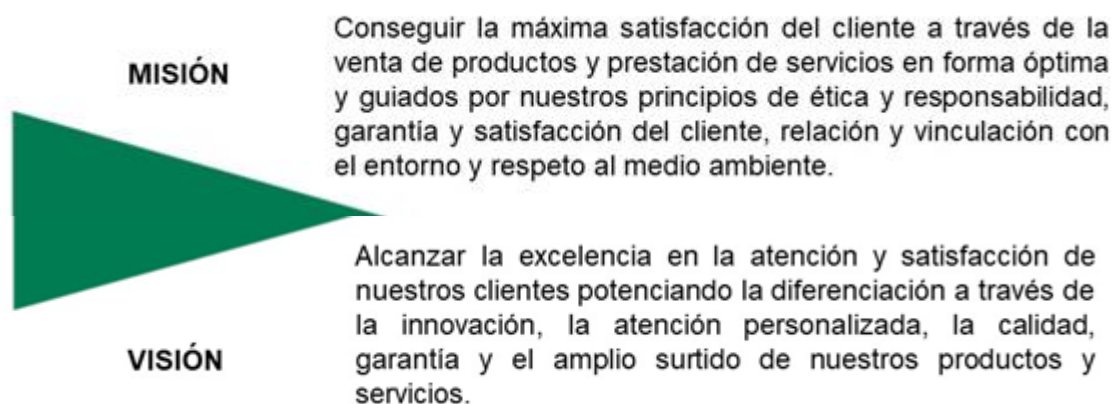 MISIÓN
Conseguir la máxima satisfacción del cliente a través de la
venta de productos y prestación de servicios en forma óptima
y guiados por nuestros principios de ética y responsabilidad,
garantía y satisfacción del cliente, relación y vinculación con
el entorno y respeto al medio ambiente.
VISIÓN
Alcanzar la excelencia en la atención y satisfacción de
nuestros clientes potenciando la diferenciación a través de
la innovación, la atención personalizada, la calidad,
garantía y el amplio surtido de nuestros productos y
servicios.